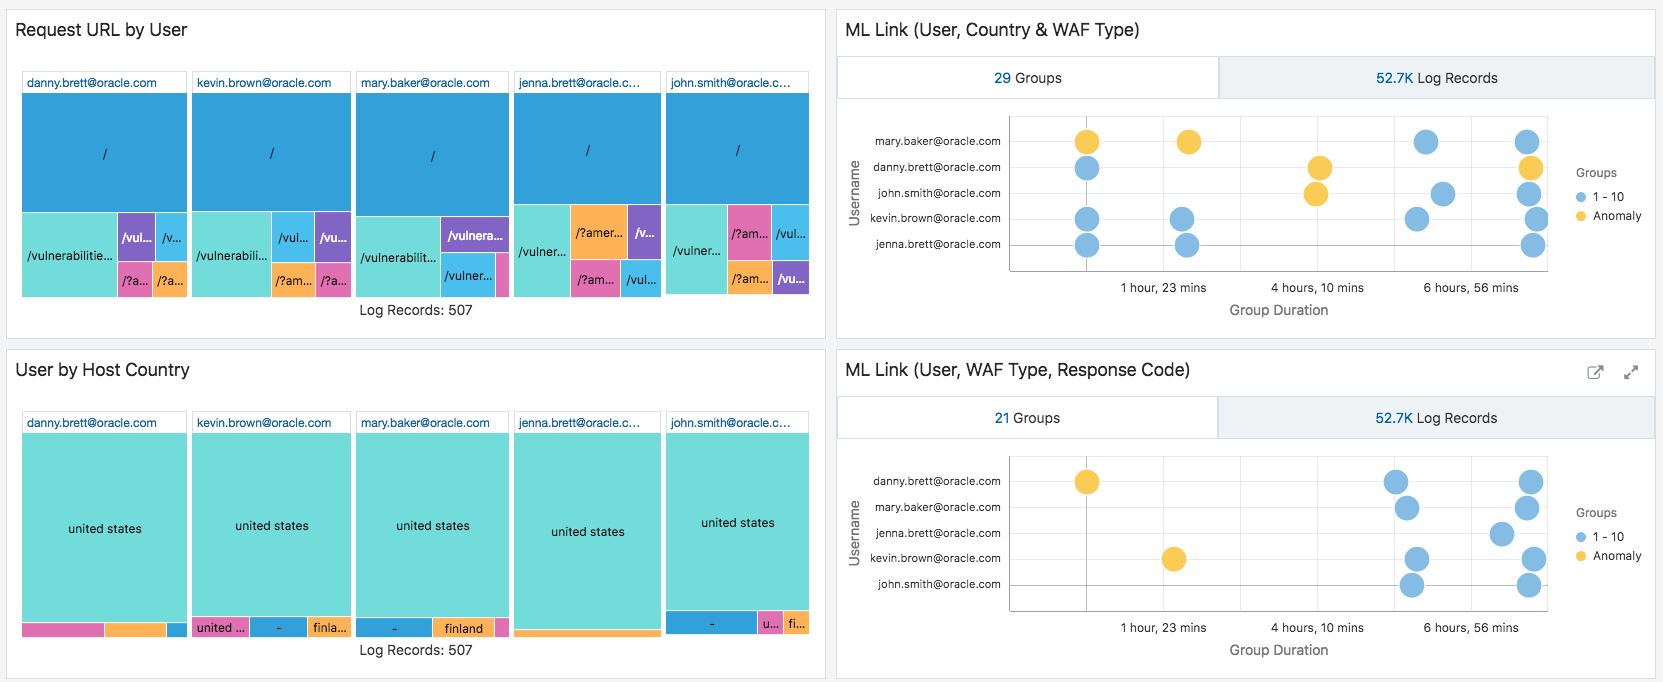 Request URL by User
danny.brett@oracle.com
kevin.brown@oracle.com
mary.baker@oracle.com
jenna.brett@oracle.c...
john.smith@oracle.c...
/
/
/
/
/
/vulnerabilitie...
/vul...
/v...
/?a...
/?a...
/vulnerabili...
/vul...
/vu...
/?am...
/?a...
/vulnerabilit...
/vulnera...
/vulner...
/vulner...
/?amer...
/v...
/?am...
/vul...
/vulner...
/?am...
/vul...
/?am...
/vu...
Log Records: 507
ML Link (User, Country & WAF Type)
29 Groups
52.7K Log Records
Username
mary.baker@oracle.com
danny.brett@oracle.com
john.smith@oracle.com
kevin.brown@oracle.com
jenna.brett@oracle.com
1 hour, 23 mins
4 hours, 10 mins
6 hours, 56 mins
Group Duration
Groups
1 - 10
Anomaly
User by Host Country
danny.brett@oracle.com
kevin.brown@oracle.com
mary.baker@oracle.com
jenna.brett@oracle.c...
john.smith@oracle.c...
united states
united states
united states
united states
united states
united ...
-
finla...
-
finland
-
u...
fi...
Log Records: 507
ML Link (User, WAF Type, Response Code)
21 Groups
52.7K Log Records
Username
danny.brett@oracle.com
mary.baker@oracle.com
jenna.brett@oracle.com
kevin.brown@oracle.com
john.smith@oracle.com
1 hour, 23 mins
4 hours, 10 mins
6 hours, 56 mins
Group Duration
Groups
1 - 10
Anomaly